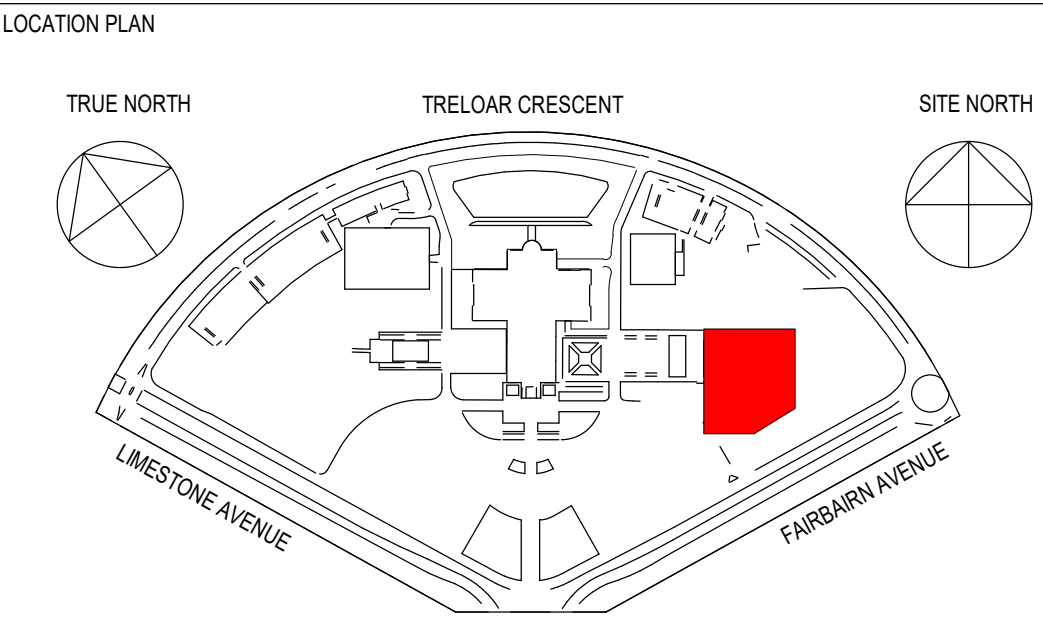 LOCATION PLAN
TRUE NORTH
TRELOAR CRESCENT
SITE NORTH
LIMESTONE AVENUE
FAIRBAIRN AVENUE